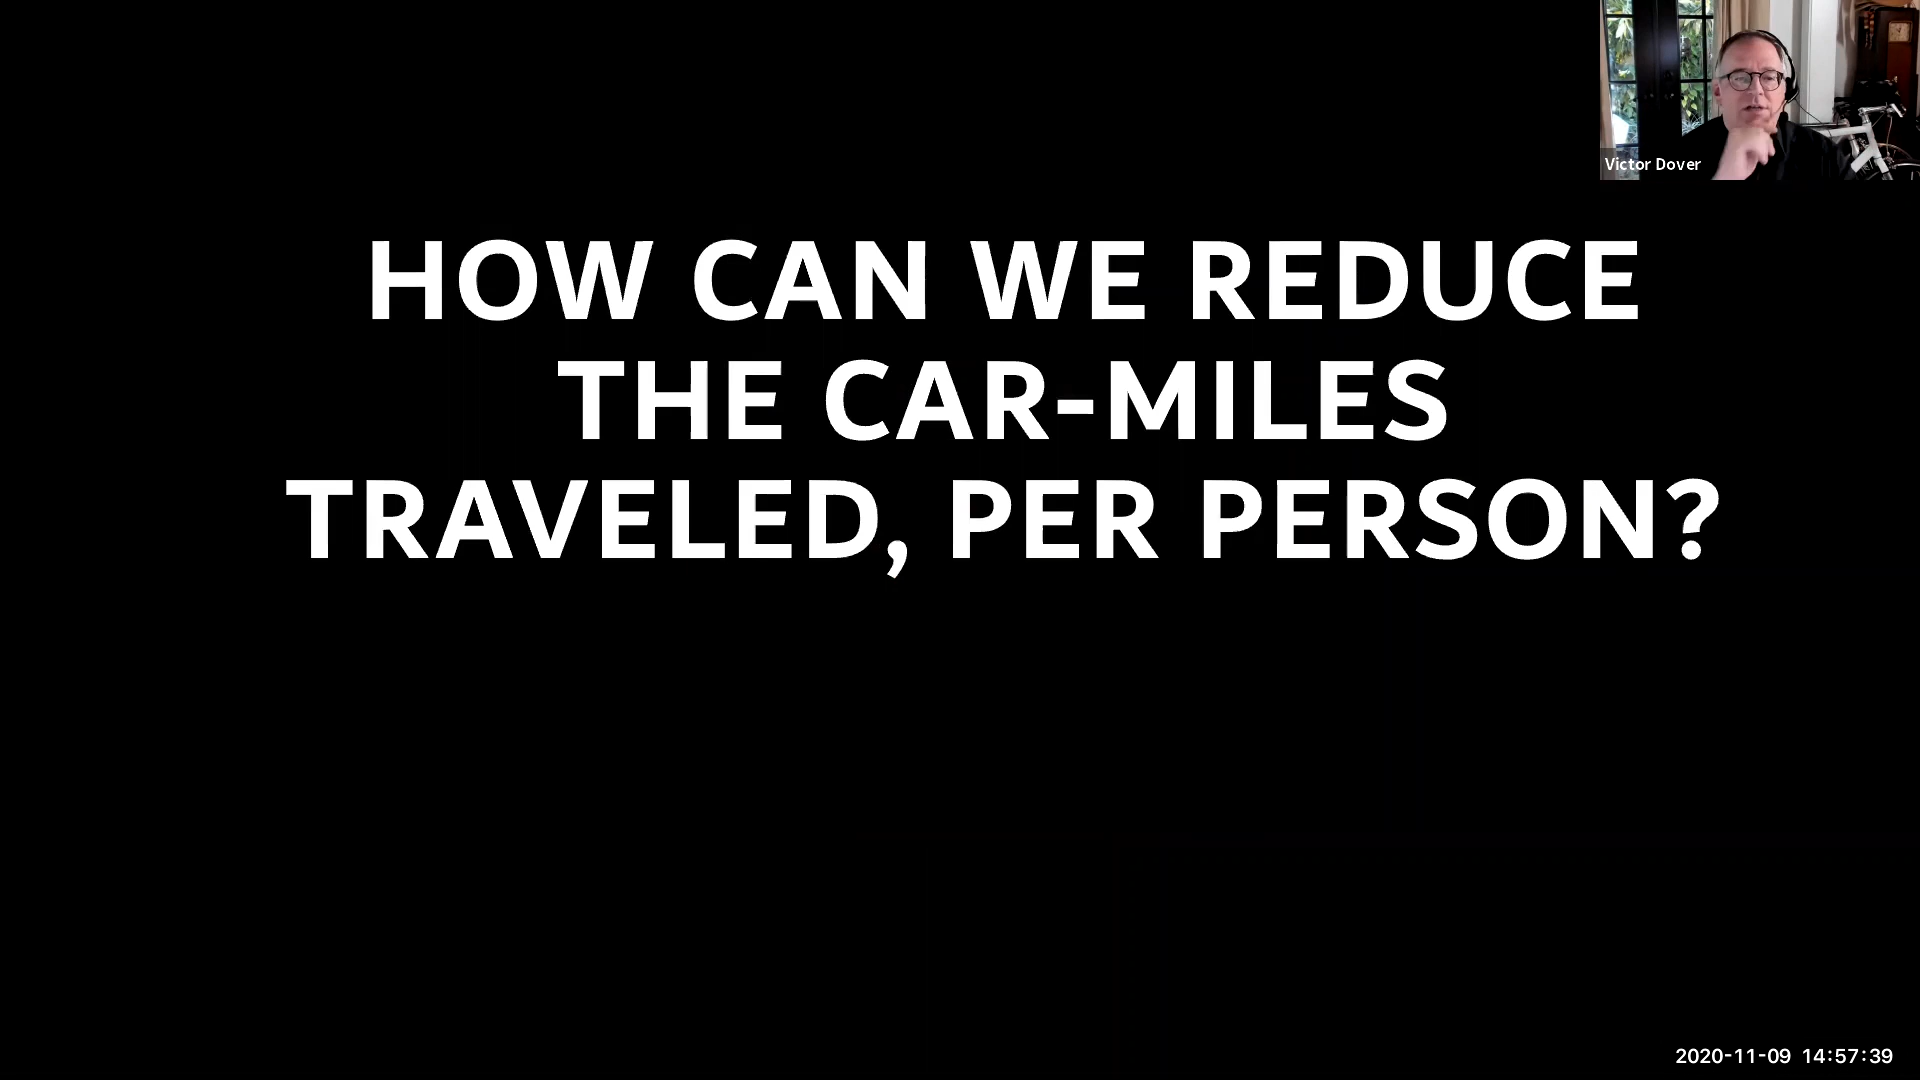 Victor Dover
HOW CAN WE REDUCE
THE CAR-MILES
TRAVELED, PER PERSON?
2020-11-09 14:57:39